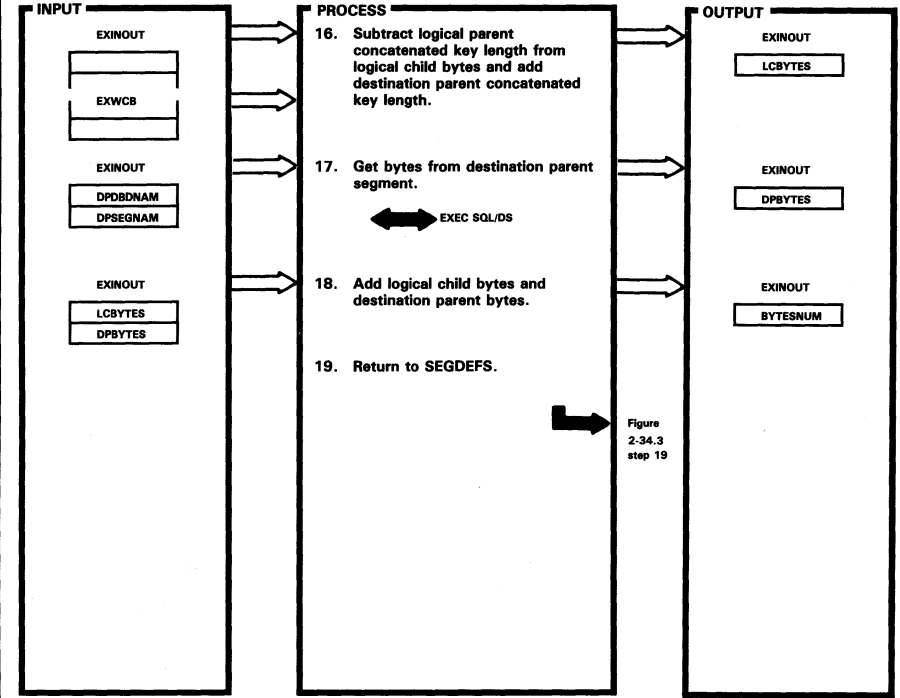 INPUT
EXINOUT
EXWCB
EXINOUT
DPDBDNAM
DPSEGNAM
EXINOUT
LCBYTES
DPBYTES
PROCESS
16. Subtract logical parent
concatenated key length from
logical child bytes and add
destination parent concatenated
key length.
17. Get bytes from destination parent
segment.
EXEC SQL/DS
18. Add logical child bytes and
destination parent bytes.
19. Return to SEGDEFS.
Figure
2-34.3
step 19
OUTPUT
EXINOUT
LCBYTES
EXINOUT
DPBYTES
EXINOUT
BYTESNUM